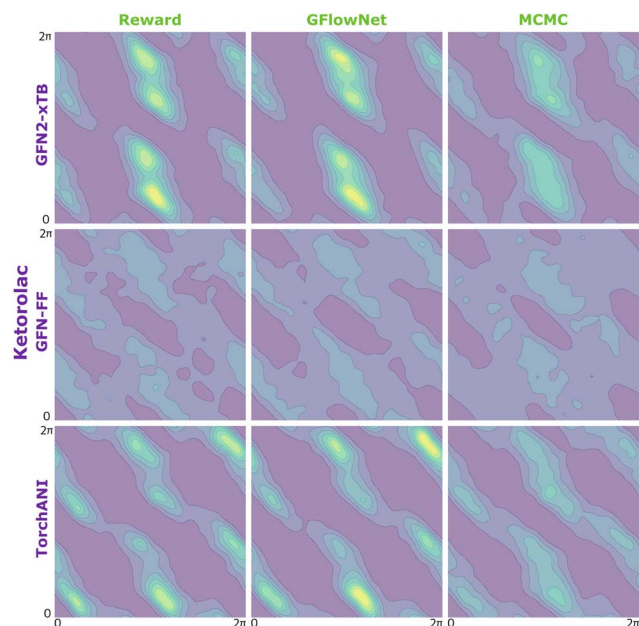 Reward GFlowNet MCMC
Ketorolac
GFN2-xTB
2π
0
GFN-FF
2π
0
TorchANI
2π
0
0 2π 0 2π 0 2π